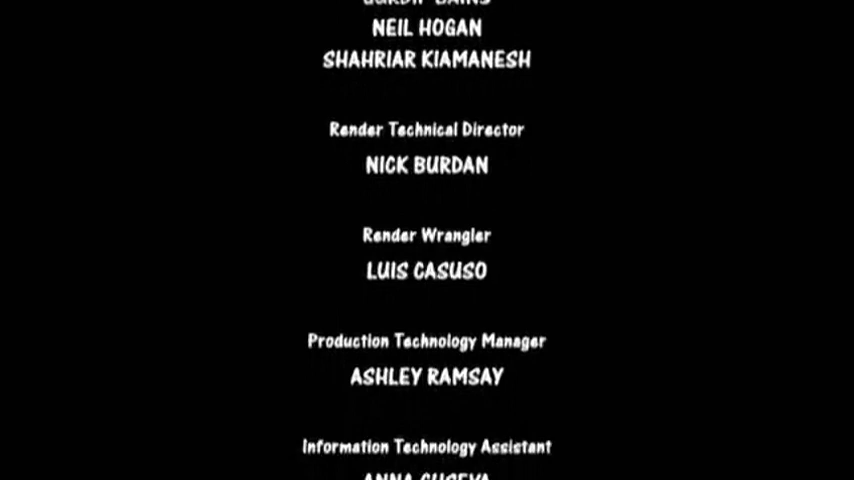 NEIL HOGAN
SHAHRIAR KIAMANESH
Render Technical Director
NICK BURDAN
Render Wrangler
LUIS CASUSO
Production Technology Manager
ASHLEY RAMSAY
Information Technology Assistant
ANNA